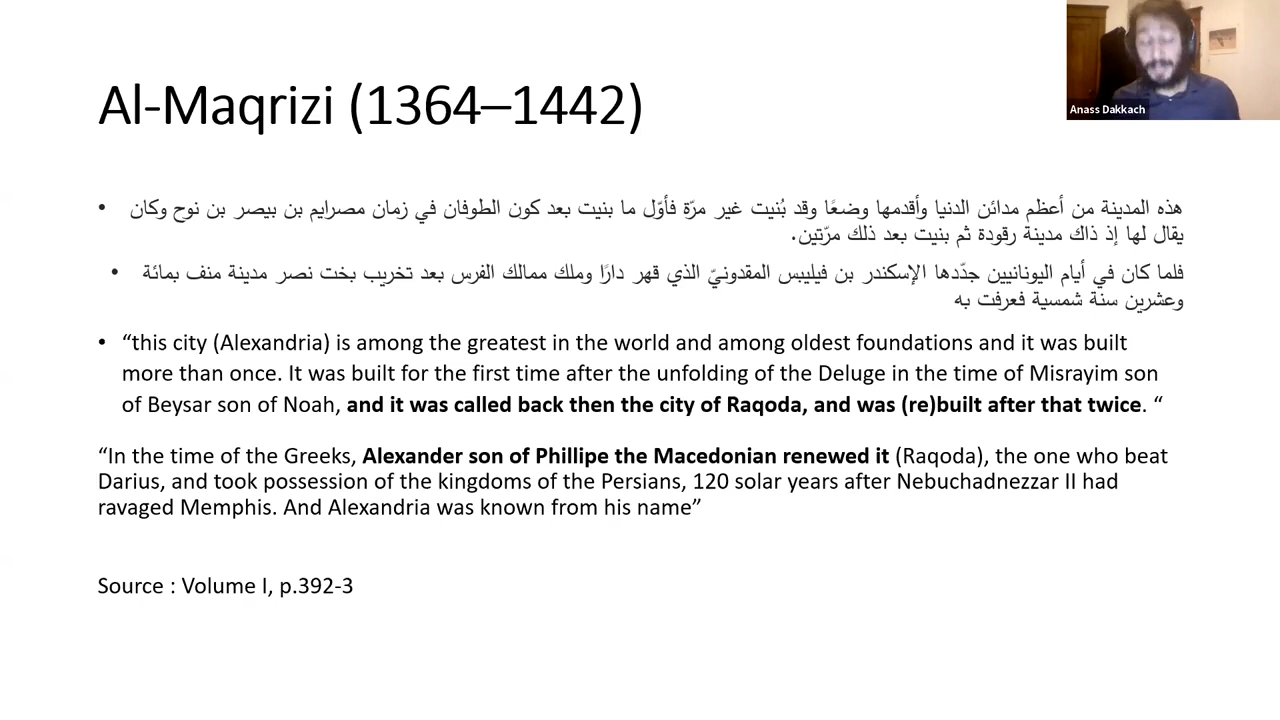 Al-Maqrizi (1364–1442)
Anass Dakkach
• هذه المدينة من أعظم مدائن الدنيا وأقدمها وضعًا وقد بُنيت غير مرّة فأوّل ما بنيت بعد كون الطوفان في زمان مصرايم بن بيصر بن نوح وكان
يقال لها إذ ذاك مدينة رقودة ثم بنيت بعد ذلك مرّتين.
• فلما كان في أيام اليونانيين جدّدها الإسكندر بن فيليبس المقدونيّ الذي قهر دارًا وملك ممالك الفرس بعد تخريب بخت نصر مدينة منف بمائة
وعشرين سنة شمسية فعرفت به
• “this city (Alexandria) is among the greatest in the world and among oldest foundations and it was built
more than once. It was built for the first time after the unfolding of the Deluge in the time of Misrayim son
of Beysar son of Noah, and it was called back then the city of Raqoda, and was (re)built after that twice. “
“In the time of the Greeks, Alexander son of Phillipe the Macedonian renewed it (Raqoda), the one who beat
Darius, and took possession of the kingdoms of the Persians, 120 solar years after Nebuchadnezzar II had
ravaged Memphis. And Alexandria was known from his name”
Source : Volume I, p.392-3